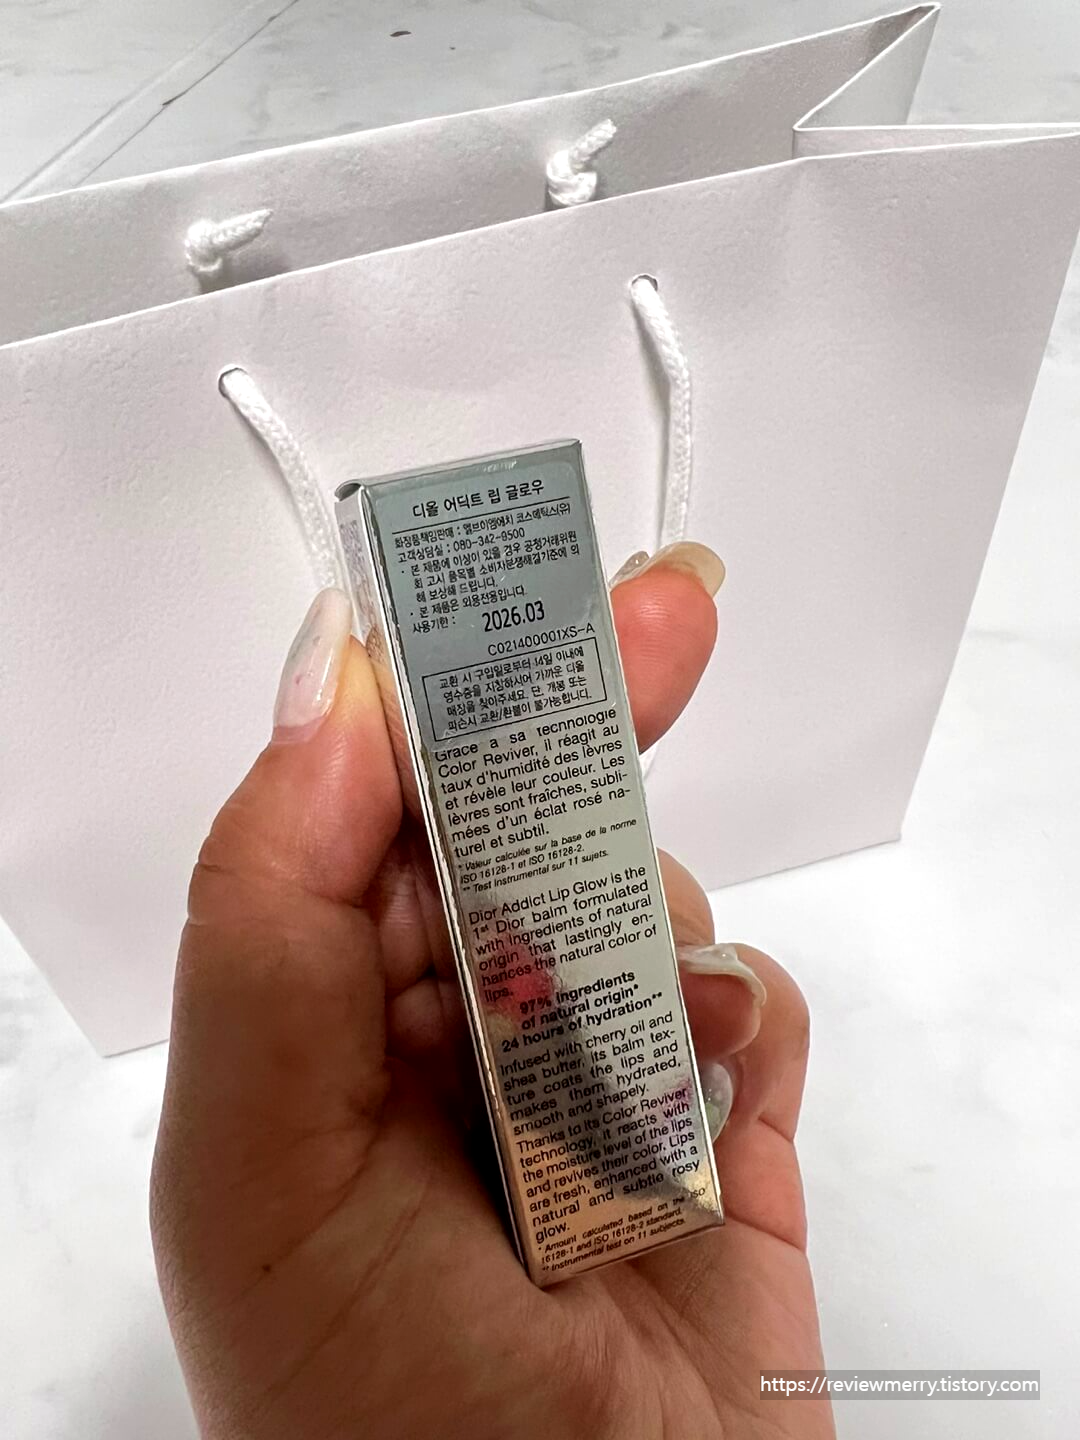 디올 어딕트 립 글로우
화장품책임판매 : 엘브이엠에치 코스메틱스(유)
고객상담실 : 080-342-9500
· 본 제품에 이상이 있을 경우 공정거래위원
회 고시 품목별 소비자분쟁해결기준에 의
해 보상해 드립니다.
· 본 제품은 외용전용입니다.
사용기한 : 2026.03
C021400001XS-A
교환 시 구입일로부터 14일 이내에
영수증을 지참하시어 가까운 디올
매장을 찾아주세요. 단, 개봉 또는
파손시 교환/환불이 불가능합니다.
Grâce à sa technologie
Color Reviver, il réagit au
taux d'humidité des lèvres
et révèle leur couleur. Les
lèvres sont fraîches, subli-
mées d'un éclat rosé na-
turel et subtil.
* Valeur calculée sur la base de la norme
ISO 16128-1 et ISO 16128-2.
** Test instrumental sur 11 sujets.
Dior Addict Lip Glow is the
1st Dior balm formulated
with ingredients of natural
origin that lastingly en-
hances the natural color of
lips.
97% ingredients
of natural origin*
24 hours of hydration**
Infused with cherry oil and
shea butter, its balm tex-
ture coats the lips and
makes them hydrated,
smooth and shapely.
Thanks to its Color Reviver
technology, it reacts with
the moisture level of the lips
and revives their color. Lips
are fresh, enhanced with a
natural and subtle rosy
glow.
* Amount calculated based on the ISO
16128-1 and ISO 16128-2 standard.
** Instrumental test on 11 subjects.
https://reviewmerry.tistory.com